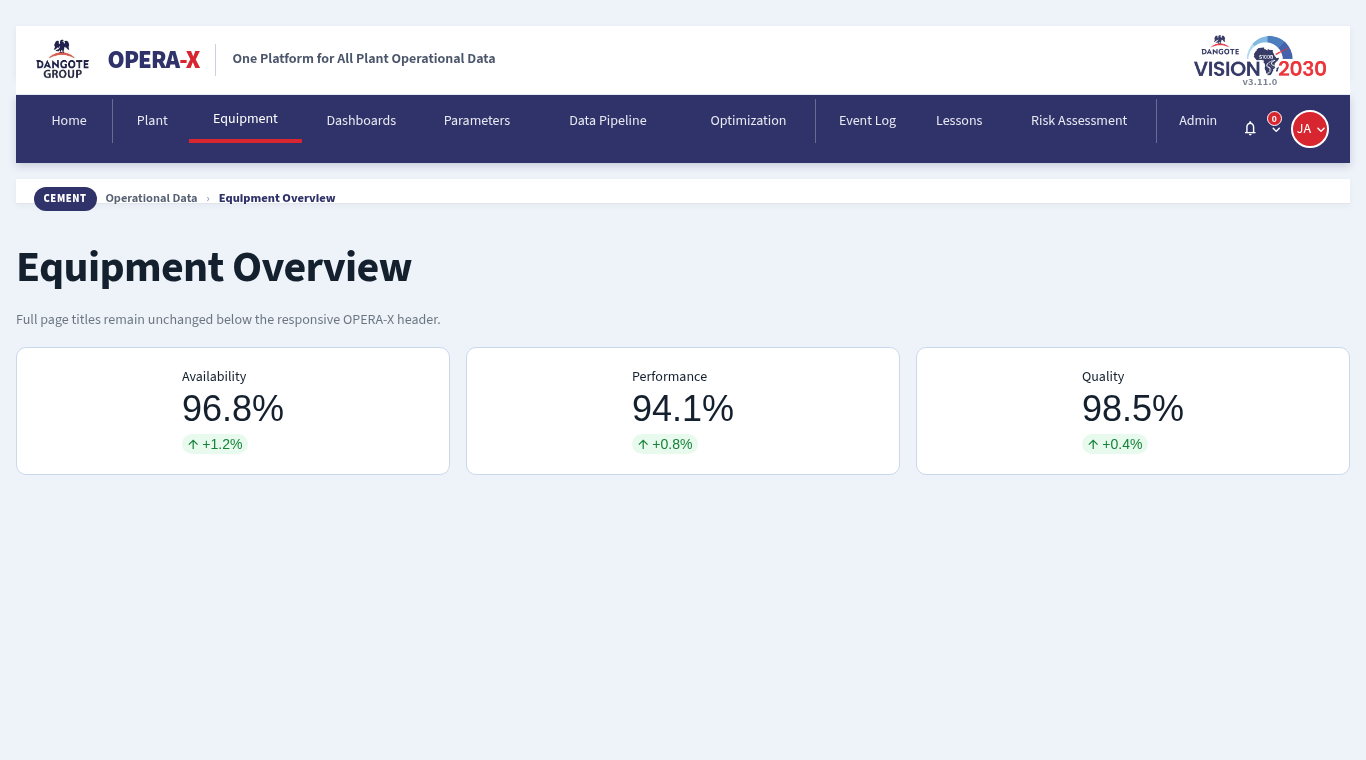 DANGOTE
GROUP
OPERA-X
One Platform for All Plant Operational Data
DANGOTE
VISION 2030
v3.11.0
Home Plant Equipment Dashboards Parameters Data Pipeline Optimization Event Log Lessons Risk Assessment Admin 0 JA
CEMENT Operational Data › Equipment Overview
Equipment Overview
Full page titles remain unchanged below the responsive OPERA-X header.
Availability
96.8%
↑ +1.2%
Performance
94.1%
↑ +0.8%
Quality
98.5%
↑ +0.4%